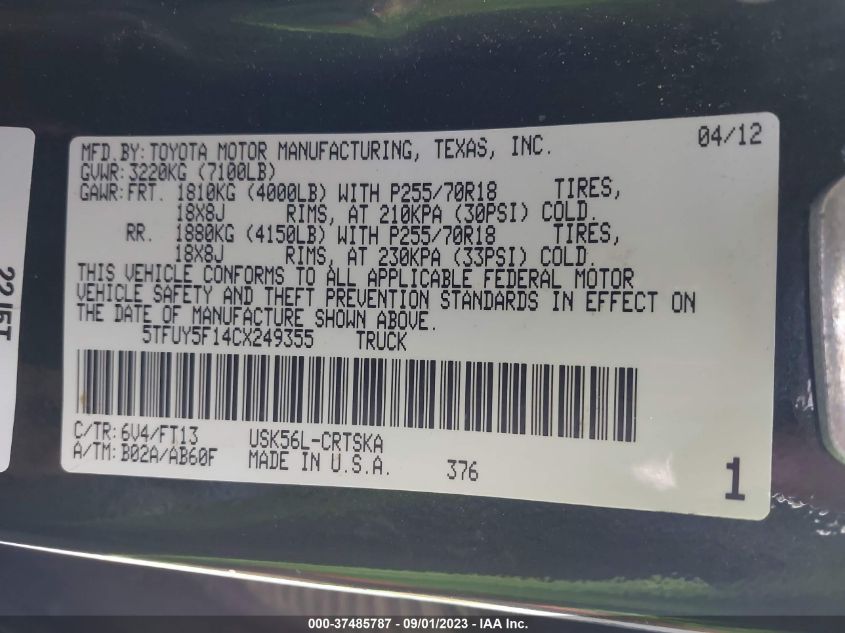 MFD.BY:TOYOTA MOTOR MANUFACTURING, TEXAS, INC. 04/12
GVWR:3220KG (7100LB)
GAWR:FRT. 1810KG (4000LB) WITH P255/70R18 TIRES,
18X8J RIMS, AT 210KPA (30PSI) COLD.
RR. 1880KG (4150LB) WITH P255/70R18 TIRES,
18X8J RIMS, AT 230KPA (33PSI) COLD.
THIS VEHICLE CONFORMS TO ALL APPLICABLE FEDERAL MOTOR
VEHICLE SAFETY AND THEFT PREVENTION STANDARDS IN EFFECT ON
THE DATE OF MANUFACTURE SHOWN ABOVE.
5TFUY5F14CX249355 TRUCK
C/TR:6V4/FT13 USK56L-CRTSKA
A/TM:B02A/AB60F MADE IN U.S.A. 376
1
000-37485787 - 09/01/2023 - IAA Inc.